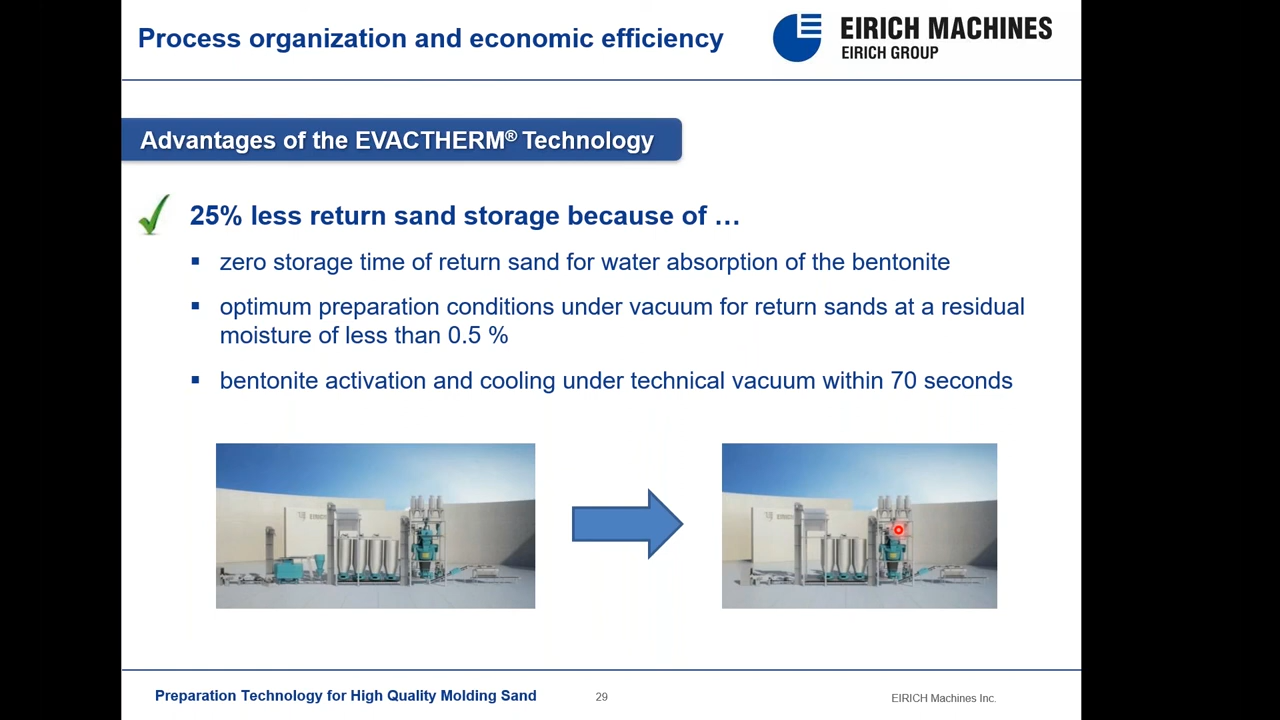 Process organization and economic efficiency
EIRICH MACHINES
EIRICH GROUP
Advantages of the EVACTHERM® Technology
25% less return sand storage because of …
▪ zero storage time of return sand for water absorption of the bentonite
▪ optimum preparation conditions under vacuum for return sands at a residual
moisture of less than 0.5 %
▪ bentonite activation and cooling under technical vacuum within 70 seconds
EIRICH
EIRICH
Preparation Technology for High Quality Molding Sand
29
EIRICH Machines Inc.